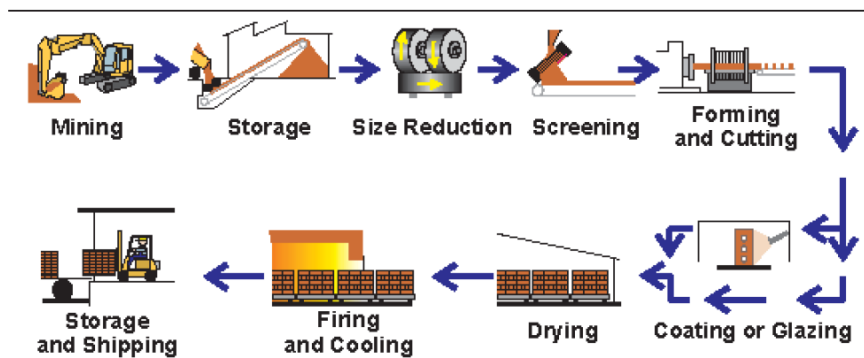 Mining
Storage
Size Reduction
Screening
Forming
and Cutting
Storage
and Shipping
Firing
and Cooling
Drying
Coating or Glazing